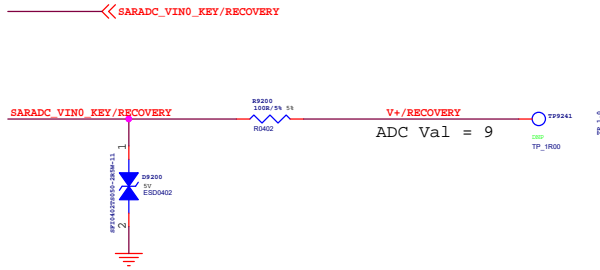 SARADC_VIN0_KEY/RECOVERY
R9200
100R/5% 5%
SARADC_VIN0_KEY/RECOVERY
V+/RECOVERY
TP9241
R0402
ADC Val = 9
TP_1R00
1
D9200
5V
ESD0402
2